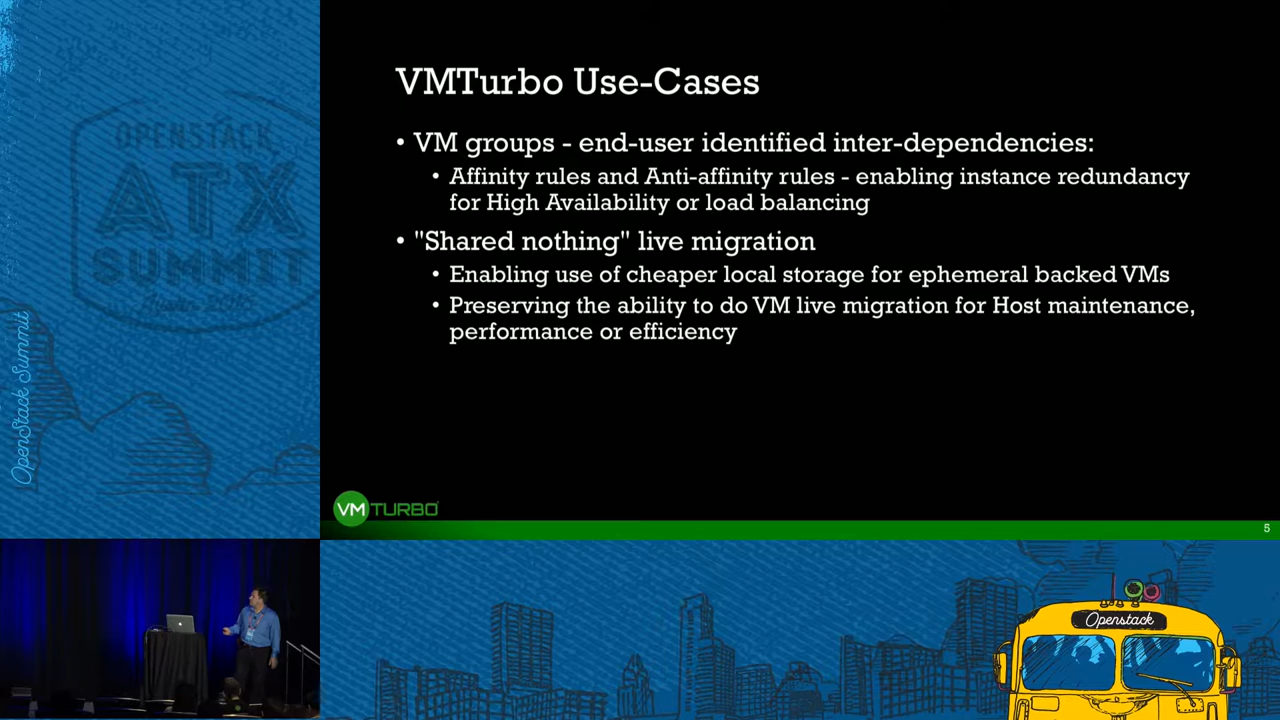 OPENSTACK
ATX
SUMMIT
OpenStack Summit
VMTurbo Use-Cases
• VM groups - end-user identified inter-dependencies:
• Affinity rules and Anti-affinity rules - enabling instance redundancy
for High Availability or load balancing
• "Shared nothing" live migration
• Enabling use of cheaper local storage for ephemeral backed VMs
• Preserving the ability to do VM live migration for Host maintenance,
performance or efficiency
VMTURBO
5
Openstack